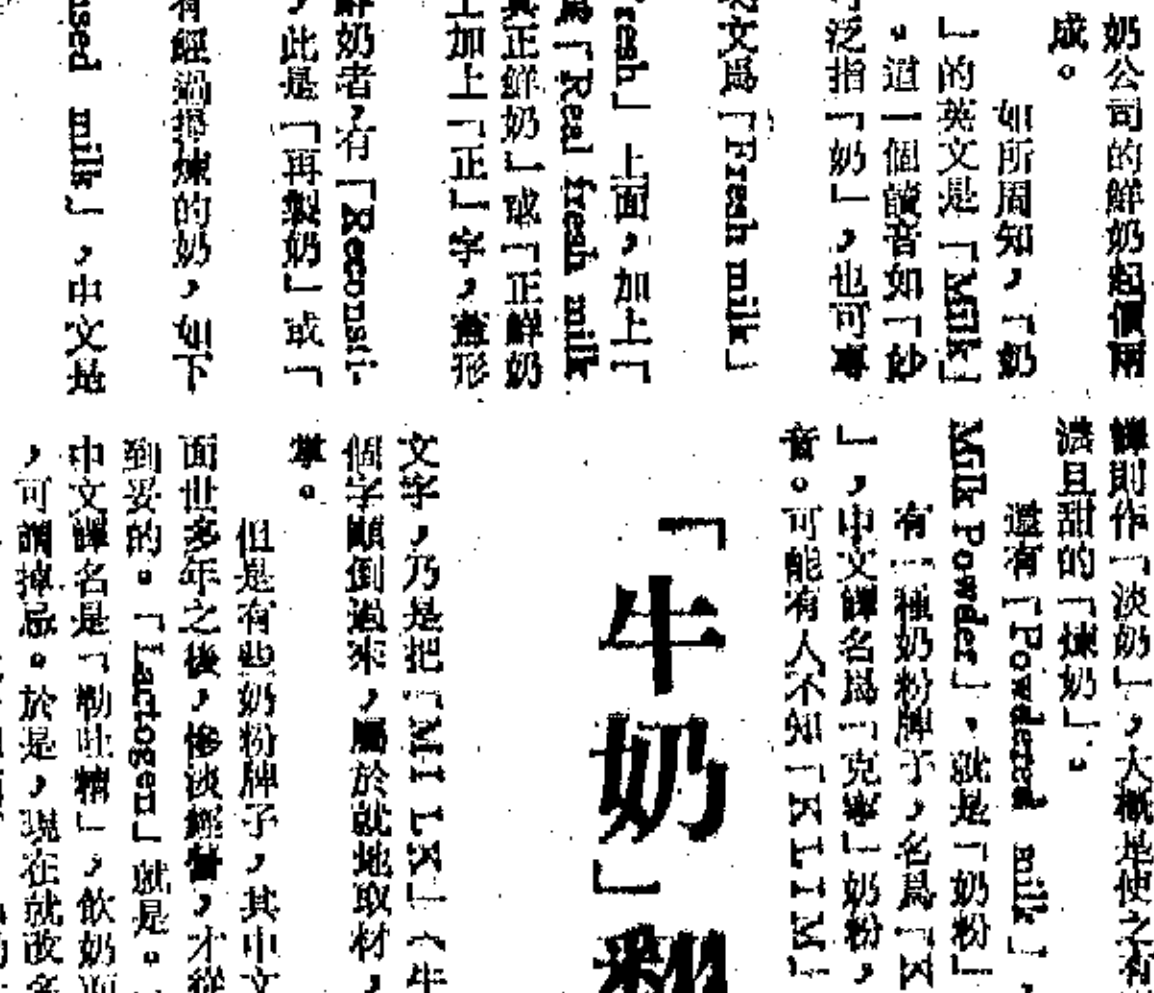 奶公司的鮮奶起價兩
成。
如所周知，「奶
」的英文是「Milk」
。這一個讀音如「妙
泛指「奶」，也可專
文爲「Fresh milk」
resh」上面，加上「
爲「Real fresh milk
真正鮮奶」或「正鮮奶
上加上「正」字，蓋形
鮮奶者，有「Reconsti-
，此是「再製奶」或「
有經過提煉的奶，如下
nsed milk」，中文是
譯則作「淡奶」，大概是使之有
濃且甜的「煉奶」。
還有「Powdered milk」，
Milk Powder」，就是「奶粉」
有一種奶粉牌子，名爲「K
」，中文譯名爲「克寧」奶粉，
音。可能有人不知「KLIM」
「牛奶」翻
文字，乃是把「MILK」（牛
個字顛倒過來，屬於就地取材，
掌。
但是有些奶粉牌子，其中文
面世多年之後，慘淡經營，才從
到妥的。「Lactogen」就是。
中文譯名是「勒吐精」，飲奶而
，可謂掉忌。於是，現在就改名